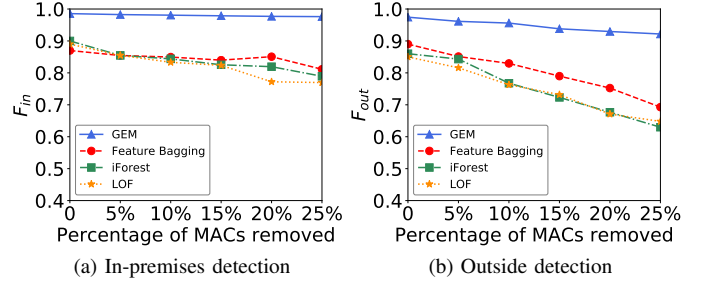 1.0
0.9
0.8
0.7
0.6
0.5
0.4
F_in
GEM
Feature Bagging
iForest
LOF
0 5% 10% 15% 20% 25%
Percentage of MACs removed
(a) In-premises detection
1.0
0.9
0.8
0.7
0.6
0.5
0.4
F_out
GEM
Feature Bagging
iForest
LOF
0 5% 10% 15% 20% 25%
Percentage of MACs removed
(b) Outside detection